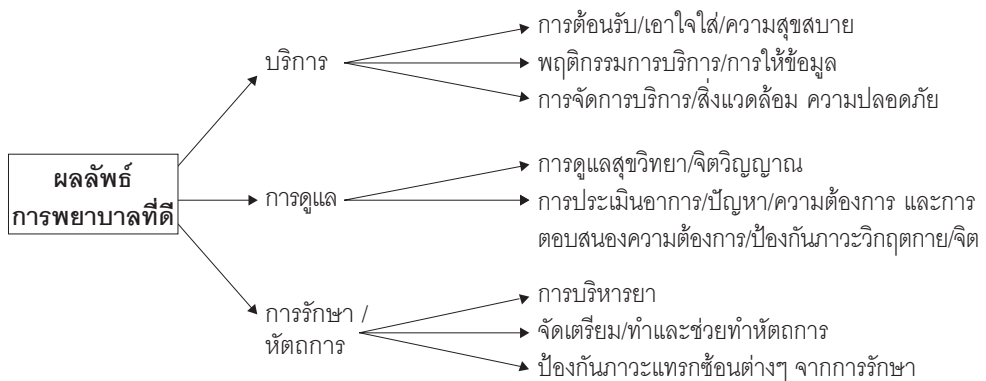 ผลลัพธ์
การพยาบาลที่ดี
บริการ
การต้อนรับ/เอาใจใส่/ความสุขสบาย
พฤติกรรมการบริการ/การให้ข้อมูล
การจัดการบริการ/สิ่งแวดล้อม ความปลอดภัย
การดูแล
การดูแลสุขวิทยา/จิตวิญญาณ
การประเมินอาการ/ปัญหา/ความต้องการ และการ
ตอบสนองความต้องการ/ป้องกันภาวะวิกฤตกาย/จิต
การรักษา /
หัตถการ
การบริหารยา
จัดเตรียม/ทำและช่วยทำหัตถการ
ป้องกันภาวะแทรกซ้อนต่างๆ จากการรักษา